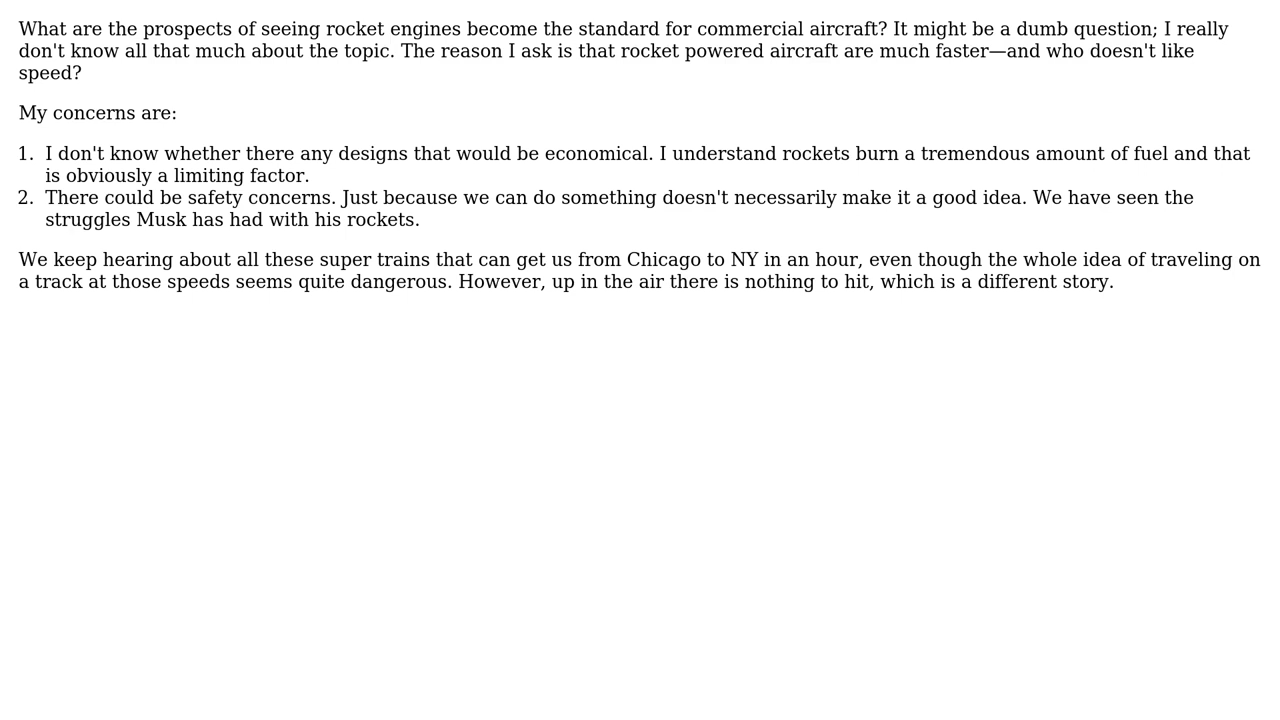 What are the prospects of seeing rocket engines become the standard for commercial aircraft? It might be a dumb question; I really
don't know all that much about the topic. The reason I ask is that rocket powered aircraft are much faster—and who doesn't like
speed?
My concerns are:
1. I don't know whether there any designs that would be economical. I understand rockets burn a tremendous amount of fuel and that
is obviously a limiting factor.
2. There could be safety concerns. Just because we can do something doesn't necessarily make it a good idea. We have seen the
struggles Musk has had with his rockets.
We keep hearing about all these super trains that can get us from Chicago to NY in an hour, even though the whole idea of traveling on
a track at those speeds seems quite dangerous. However, up in the air there is nothing to hit, which is a different story.